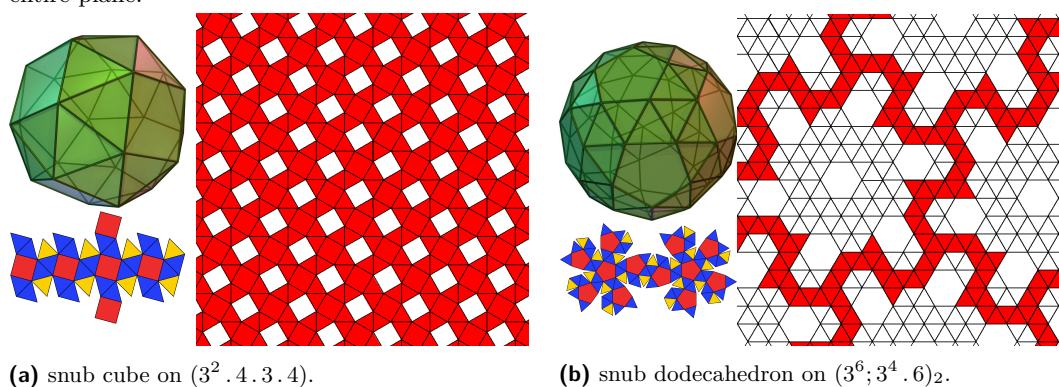 entire plane.
(a) snub cube on (3² . 4 . 3 . 4).
(b) snub dodecahedron on (3⁶; 3⁴ . 6)₂.